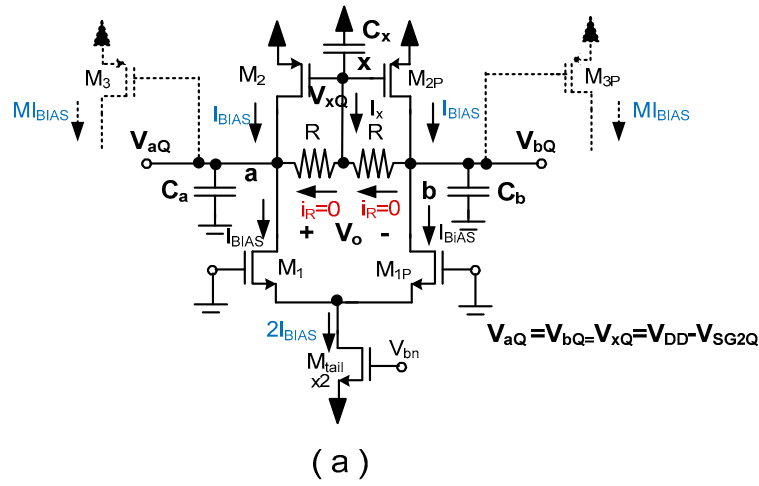 Cx
x
M3
M2
M2P
M3P
VxQ
MIBIAS
IBIAS
Ix
IBIAS
MIBIAS
VaQ
R
R
VbQ
a
b
Ca
Cb
iR=0
iR=0
IBIAS
+ Vo -
IBiAS
M1
M1P
2IBIAS
VaQ =VbQ=VxQ=VDD-VSG2Q
Mtail
x2
Vbn
( a )